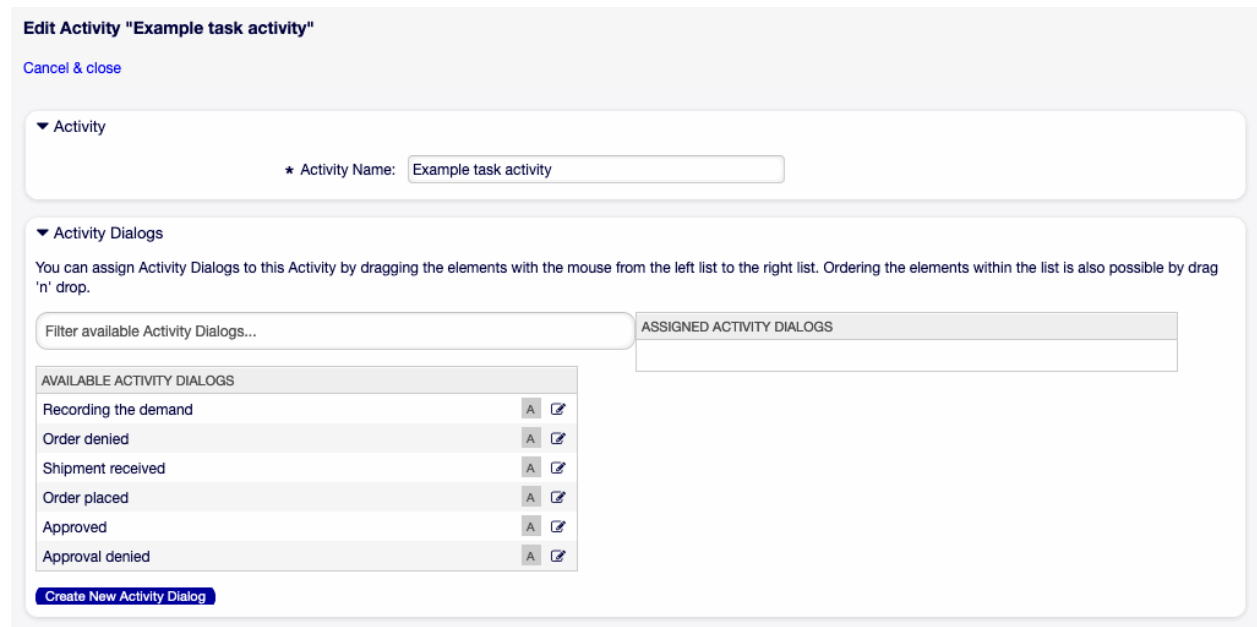 Edit Activity "Example task activity"
Cancel & close
Activity
★ Activity Name: Example task activity
Activity Dialogs
You can assign Activity Dialogs to this Activity by dragging the elements with the mouse from the left list to the right list. Ordering the elements within the list is also possible by drag
'n' drop.
Filter available Activity Dialogs...
ASSIGNED ACTIVITY DIALOGS
AVAILABLE ACTIVITY DIALOGS
Recording the demand A
Order denied A
Shipment received A
Order placed A
Approved A
Approval denied A
Create New Activity Dialog